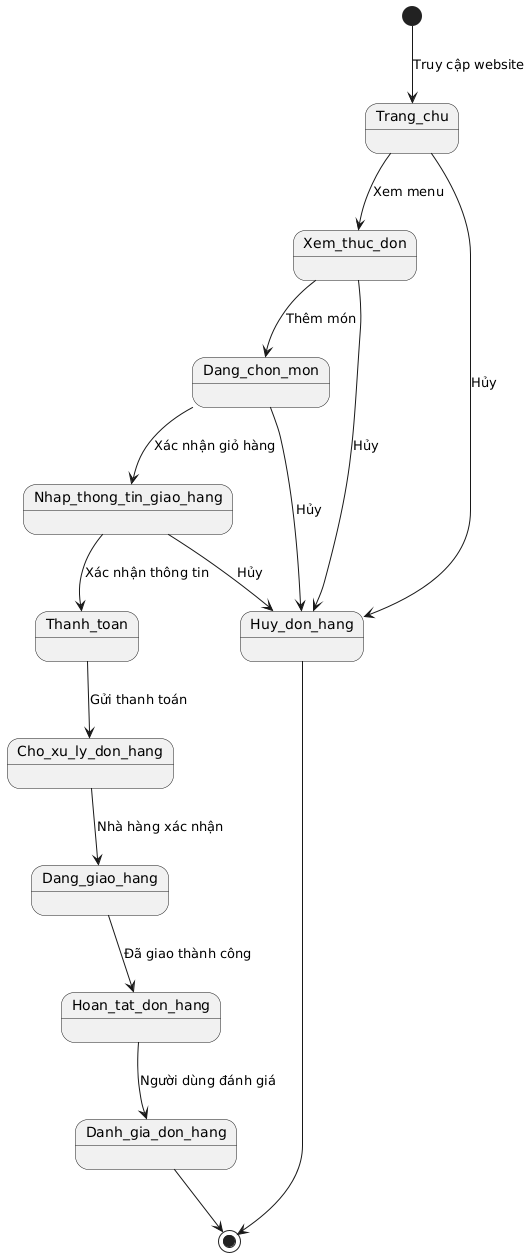 Truy cập website
Trang_chu
Xem menu
Xem_thuc_don
Thêm món
Dang_chon_mon
Hủy
Xác nhận giỏ hàng
Hủy
Nhap_thong_tin_giao_hang
Hủy
Xác nhận thông tin
Hủy
Thanh_toan
Huy_don_hang
Gửi thanh toán
Cho_xu_ly_don_hang
Nhà hàng xác nhận
Dang_giao_hang
Đã giao thành công
Hoan_tat_don_hang
Người dùng đánh giá
Danh_gia_don_hang